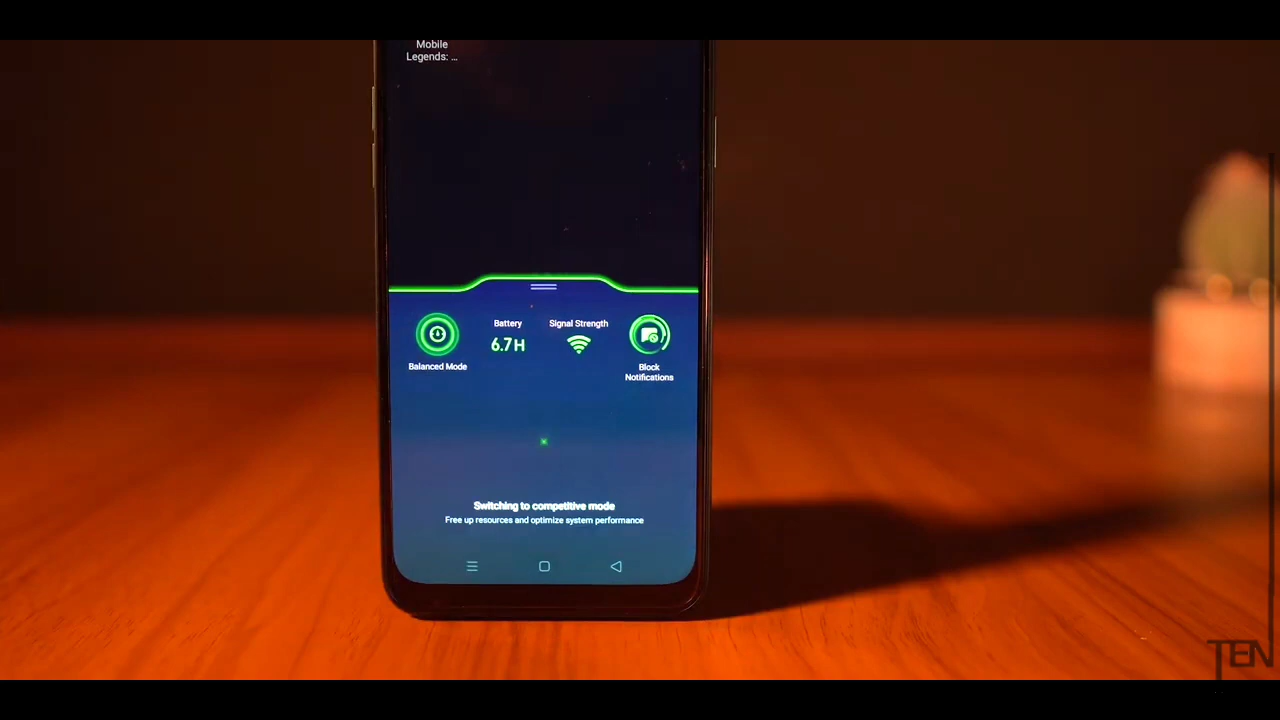 Mobile
Legends: ...
Battery
Signal Strength
6.7H
Balanced Mode
Block
Notifications
Switching to competitive mode
Free up resources and optimize system performance
TEN